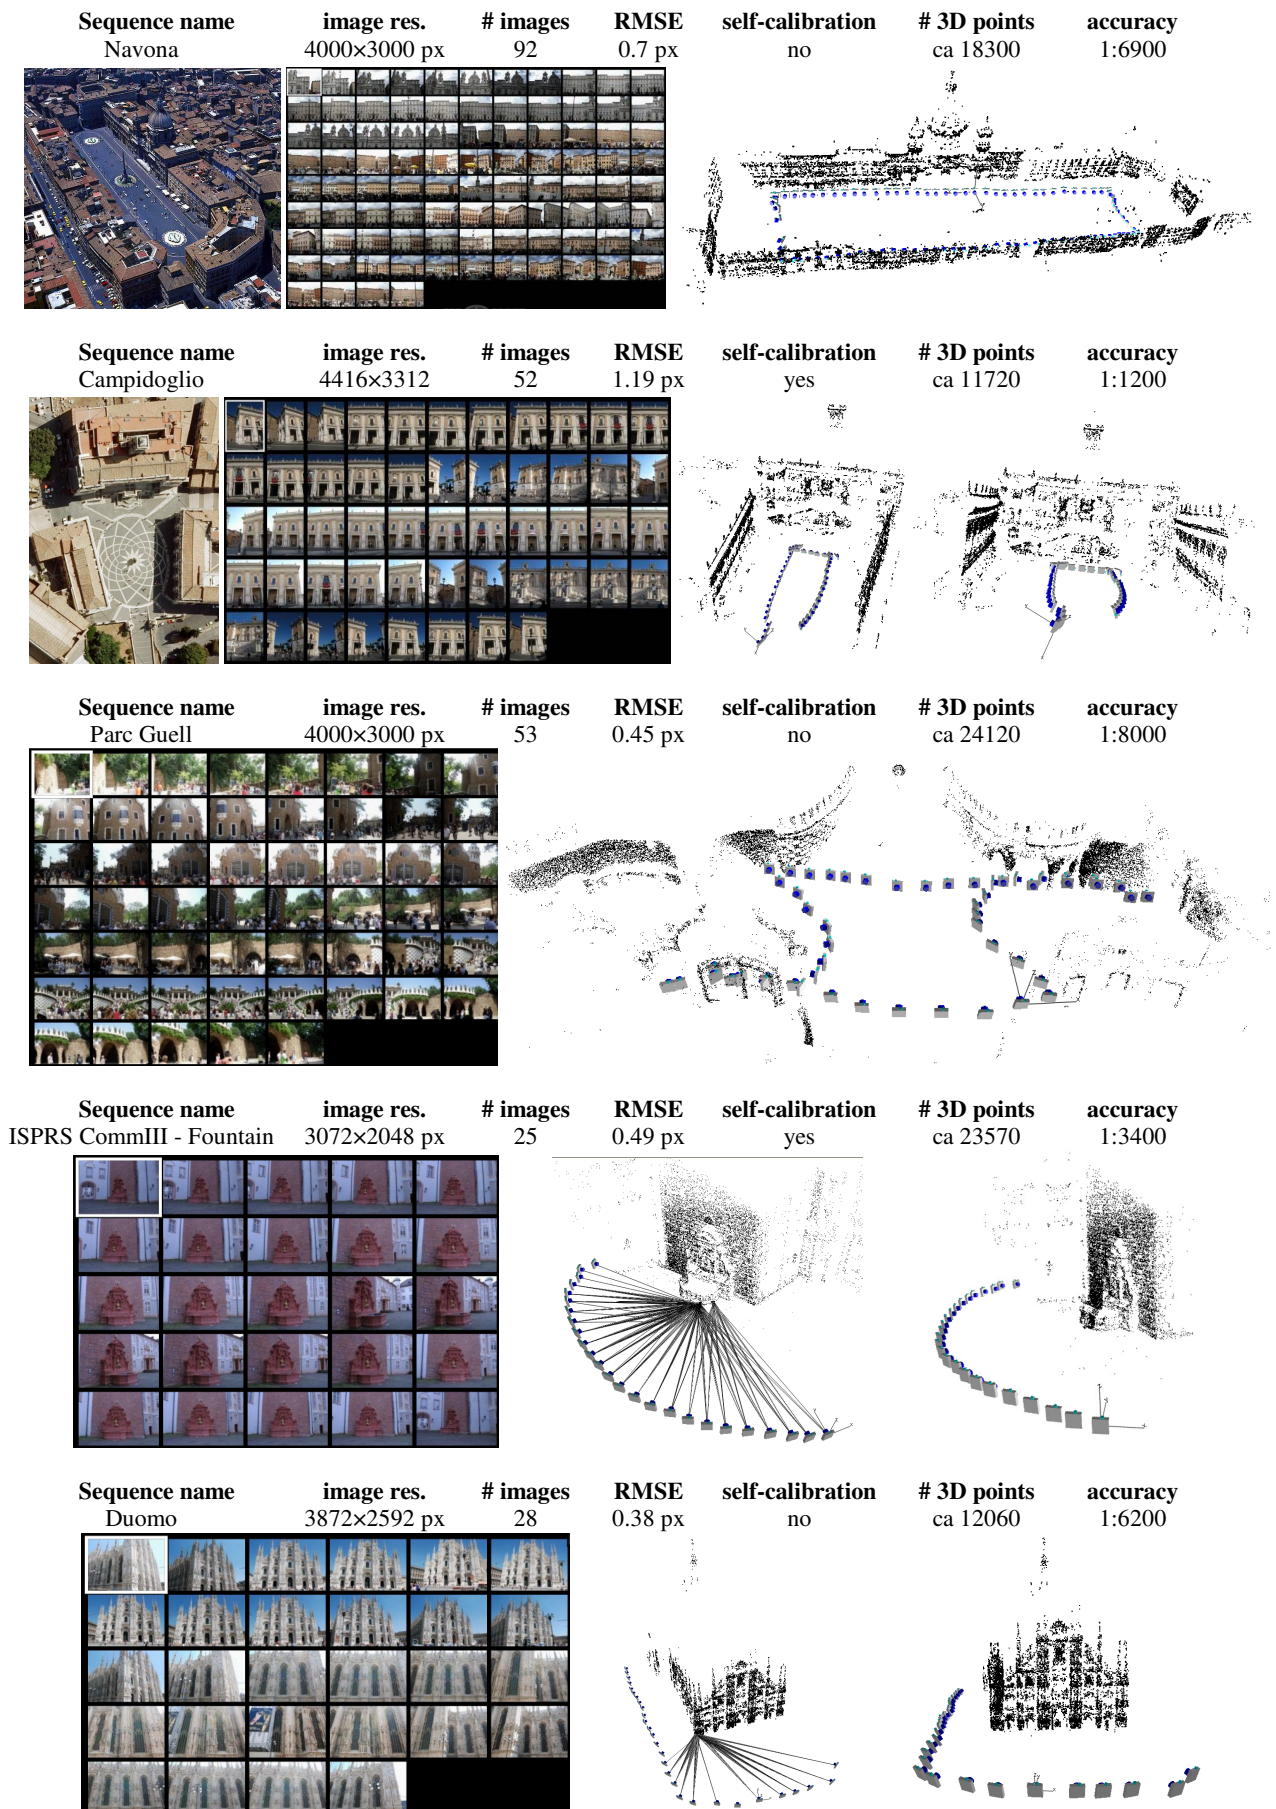 Sequence name image res. # images RMSE self-calibration # 3D points accuracy
Navona 4000×3000 px 92 0.7 px no ca 18300 1:6900
Sequence name image res. # images RMSE self-calibration # 3D points accuracy
Campidoglio 4416×3312 52 1.19 px yes ca 11720 1:1200
Sequence name image res. # images RMSE self-calibration # 3D points accuracy
Parc Guell 4000×3000 px 53 0.45 px no ca 24120 1:8000
Sequence name image res. # images RMSE self-calibration # 3D points accuracy
ISPRS CommIII - Fountain 3072×2048 px 25 0.49 px yes ca 23570 1:3400
Sequence name image res. # images RMSE self-calibration # 3D points accuracy
Duomo 3872×2592 px 28 0.38 px no ca 12060 1:6200